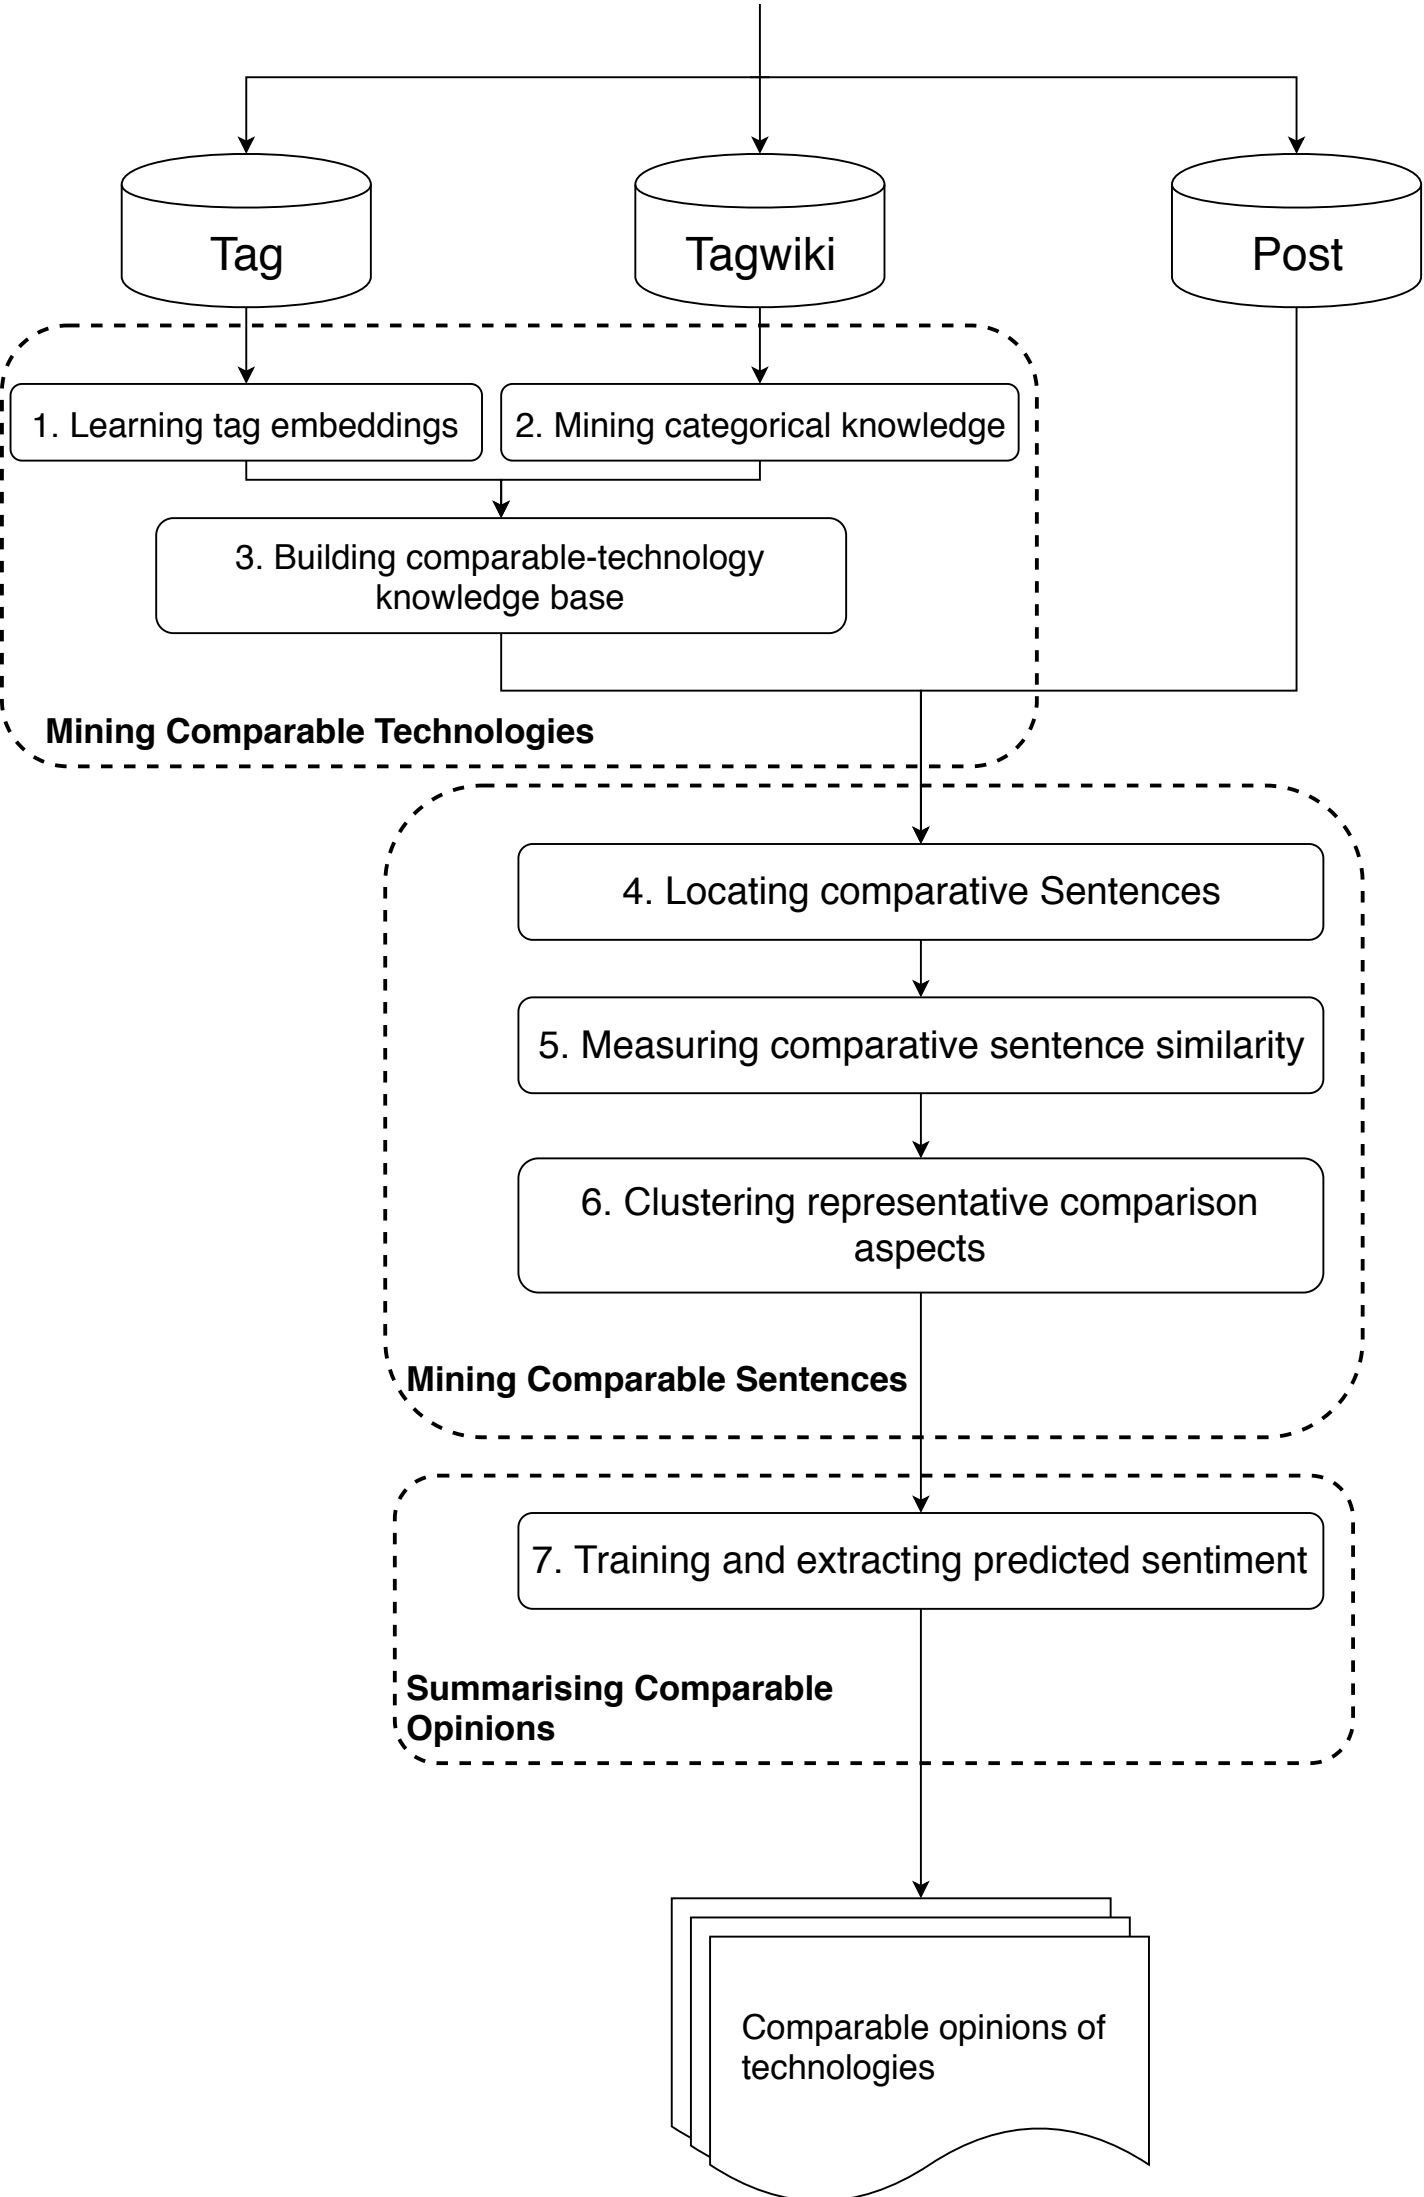 Tag
Tagwiki
Post
1. Learning tag embeddings
2. Mining categorical knowledge
3. Building comparable-technology
knowledge base
Mining Comparable Technologies
4. Locating comparative Sentences
5. Measuring comparative sentence similarity
6. Clustering representative comparison
aspects
Mining Comparable Sentences
7. Training and extracting predicted sentiment
Summarising Comparable
Opinions
Comparable opinions of
technologies